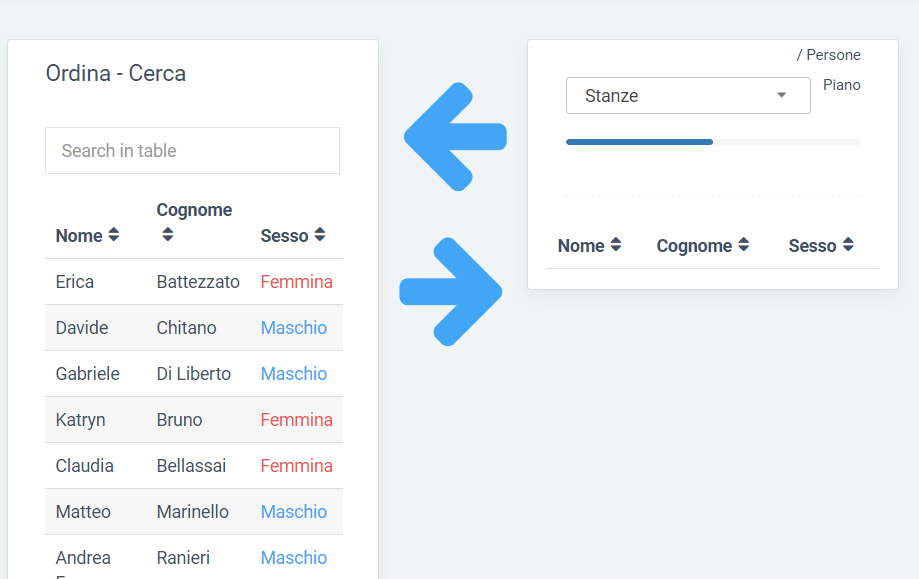 Ordina - Cerca
Search in table
Nome Cognome Sesso
Erica Battezzato Femmina
Davide Chitano Maschio
Gabriele Di Liberto Maschio
Katryn Bruno Femmina
Claudia Bellassai Femmina
Matteo Marinello Maschio
Andrea Ranieri Maschio
/ Persone
Stanze
Piano
Nome Cognome Sesso